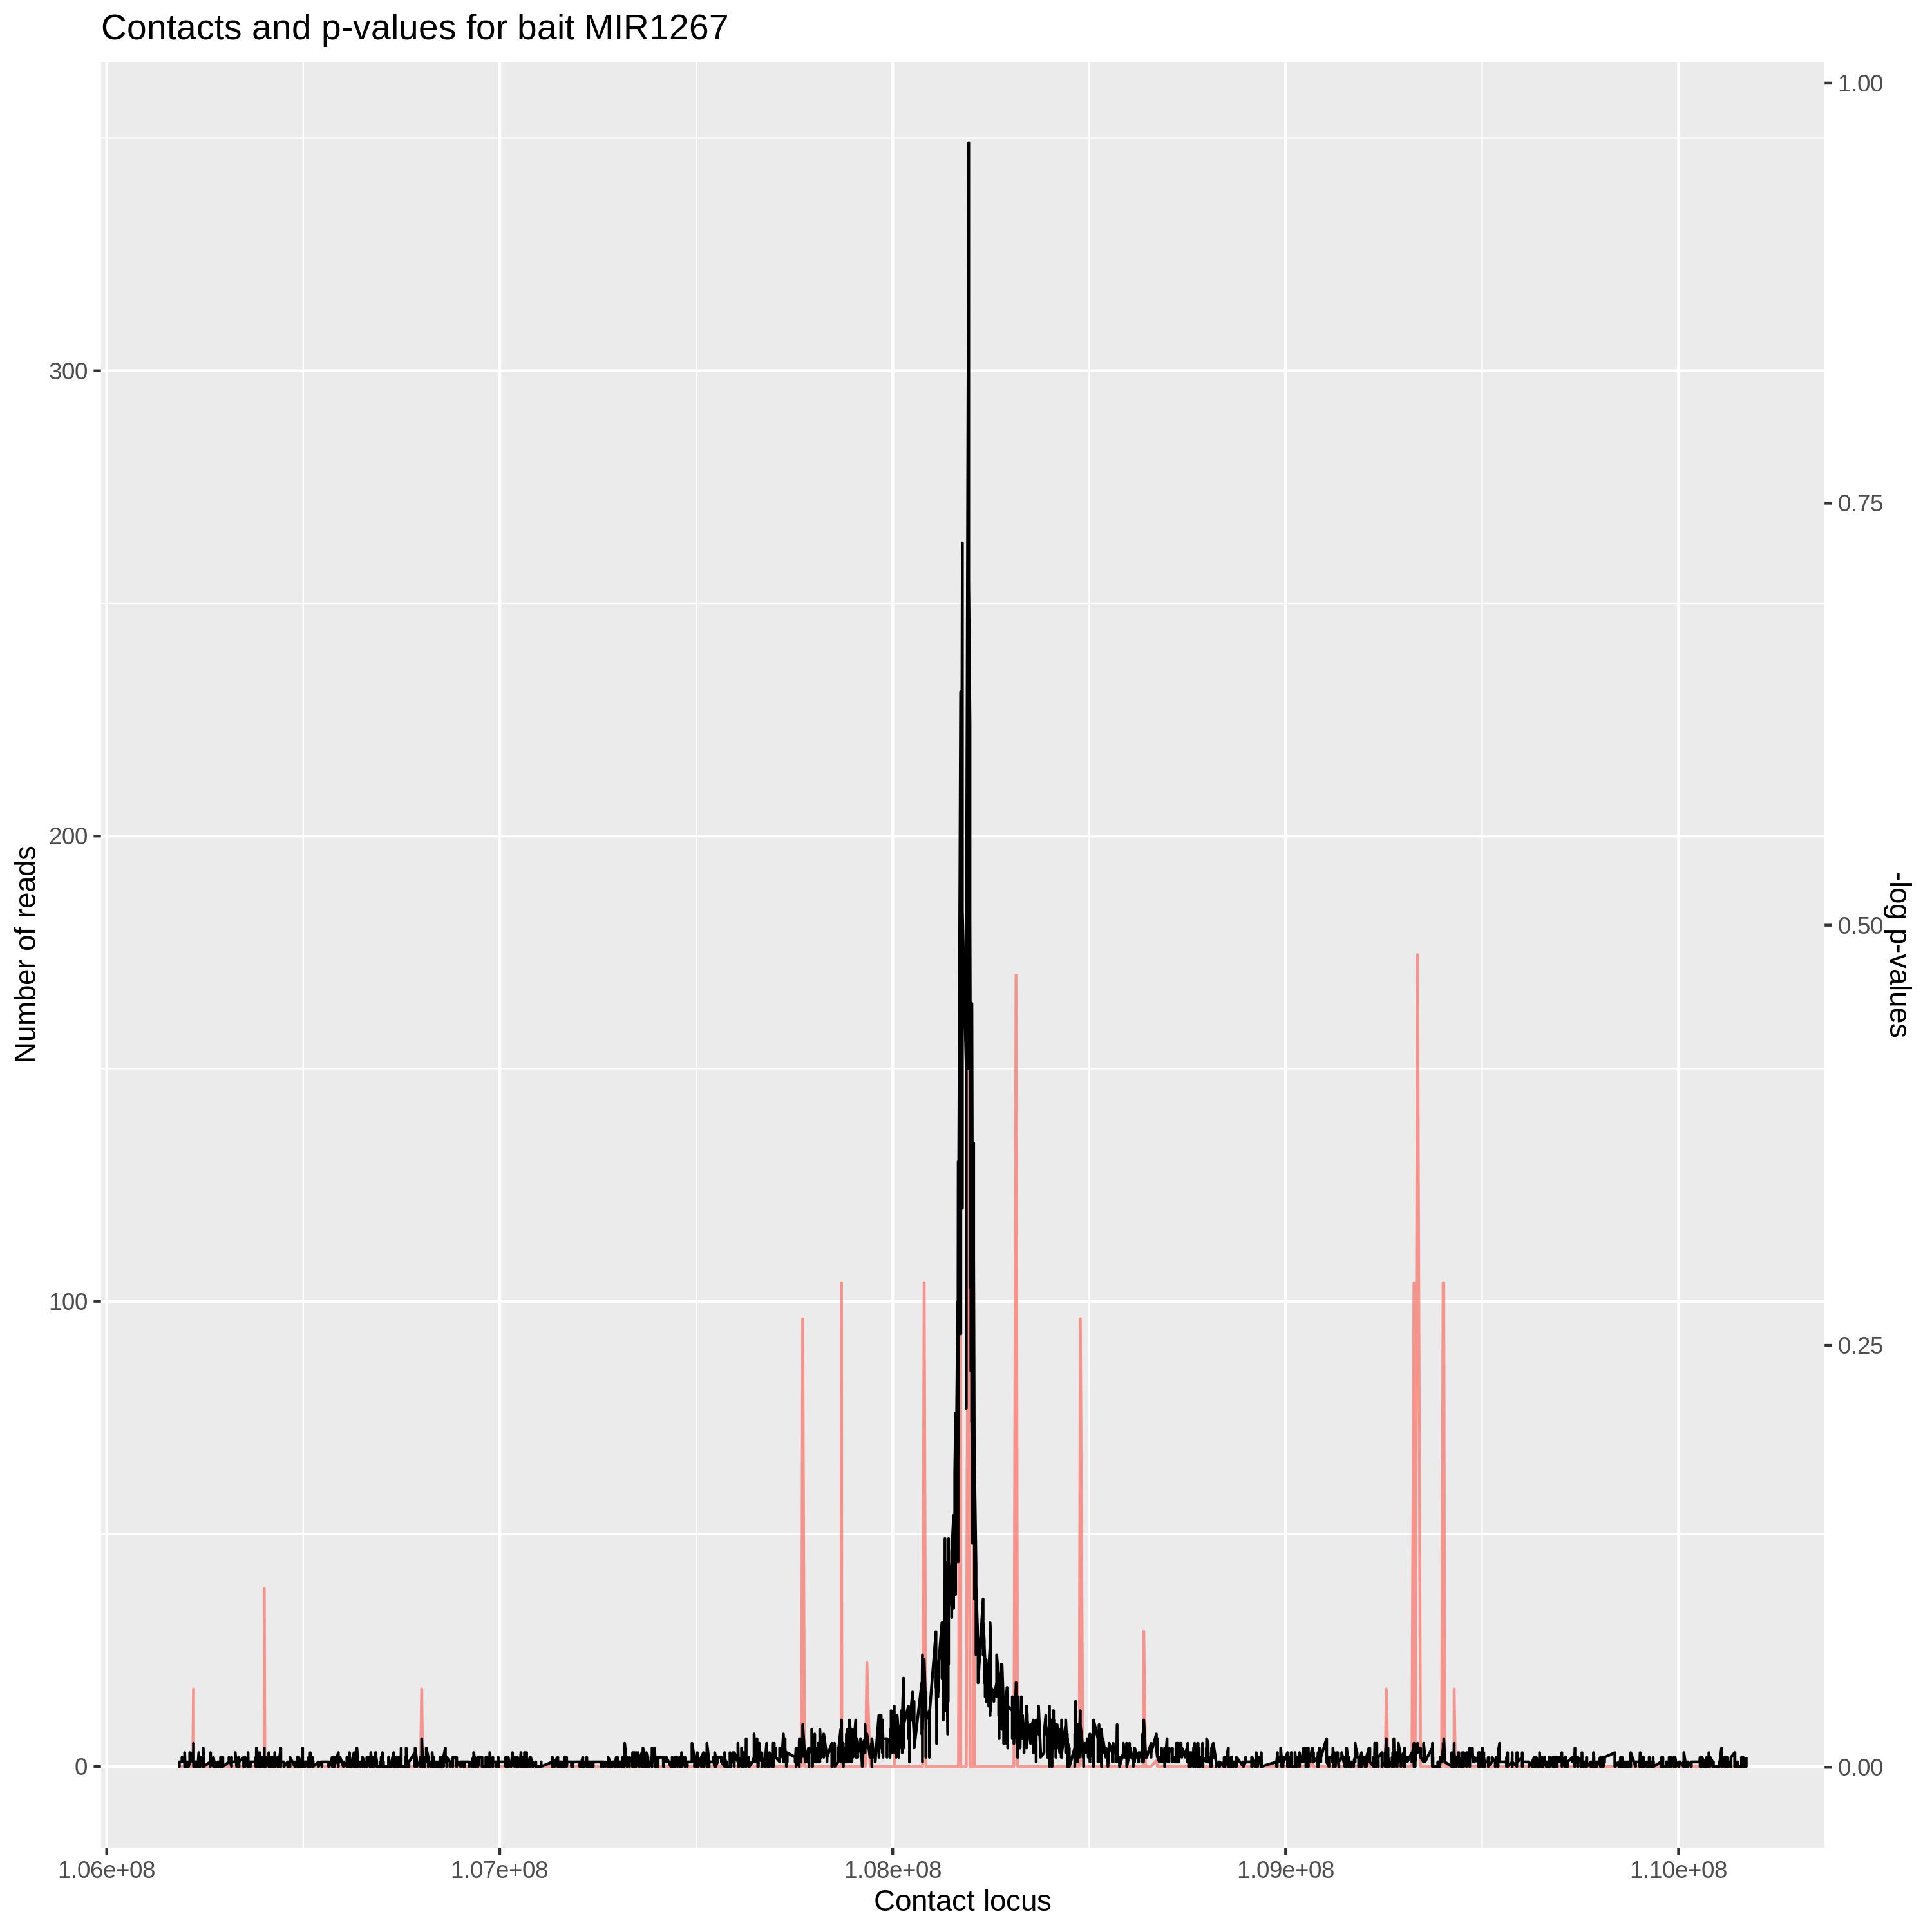 Contacts and p-values for bait MIR1267
1.00
0.75
0.50
0.25
0.00
300
200
100
0
Number of reads
-log p-values
1.06e+08
1.07e+08
1.08e+08
1.09e+08
1.10e+08
Contact locus